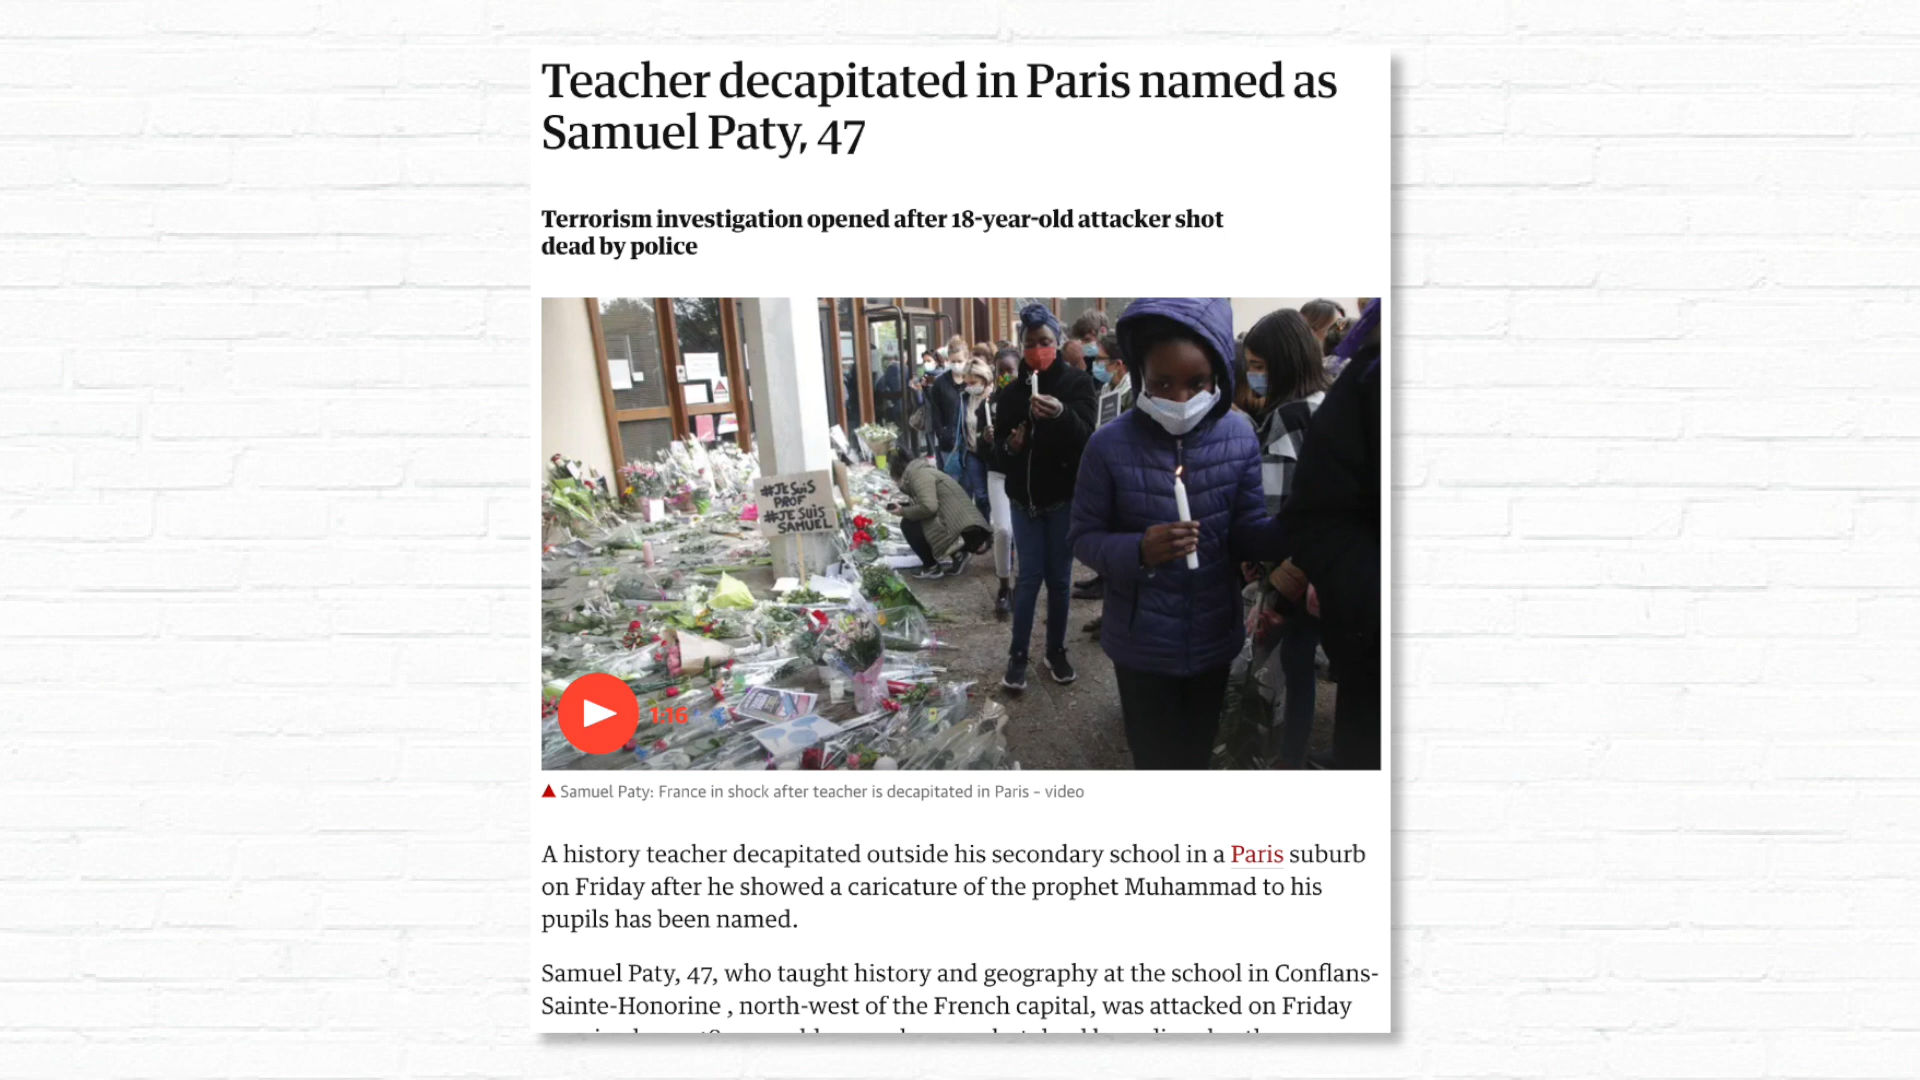 Teacher decapitated in Paris named as
Samuel Paty, 47
Terrorism investigation opened after 18-year-old attacker shot
dead by police
#JE SUiS
PROF
#JE SUiS
SAMUEL
1:16
Samuel Paty: France in shock after teacher is decapitated in Paris – video
A history teacher decapitated outside his secondary school in a Paris suburb
on Friday after he showed a caricature of the prophet Muhammad to his
pupils has been named.
Samuel Paty, 47, who taught history and geography at the school in Conflans-
Sainte-Honorine , north-west of the French capital, was attacked on Friday